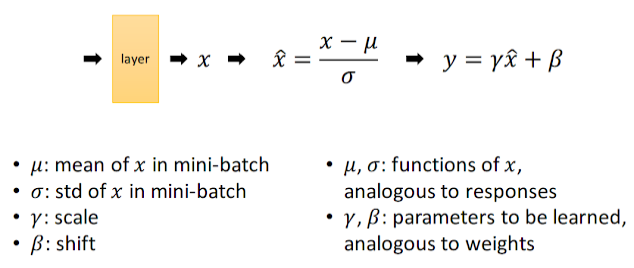 ➡ layer ➡ x ➡ x̂ = (x − μ) / σ ➡ y = γx̂ + β
• μ: mean of x in mini-batch
• σ: std of x in mini-batch
• γ: scale
• β: shift
• μ, σ: functions of x,
analogous to responses
• γ, β: parameters to be learned,
analogous to weights